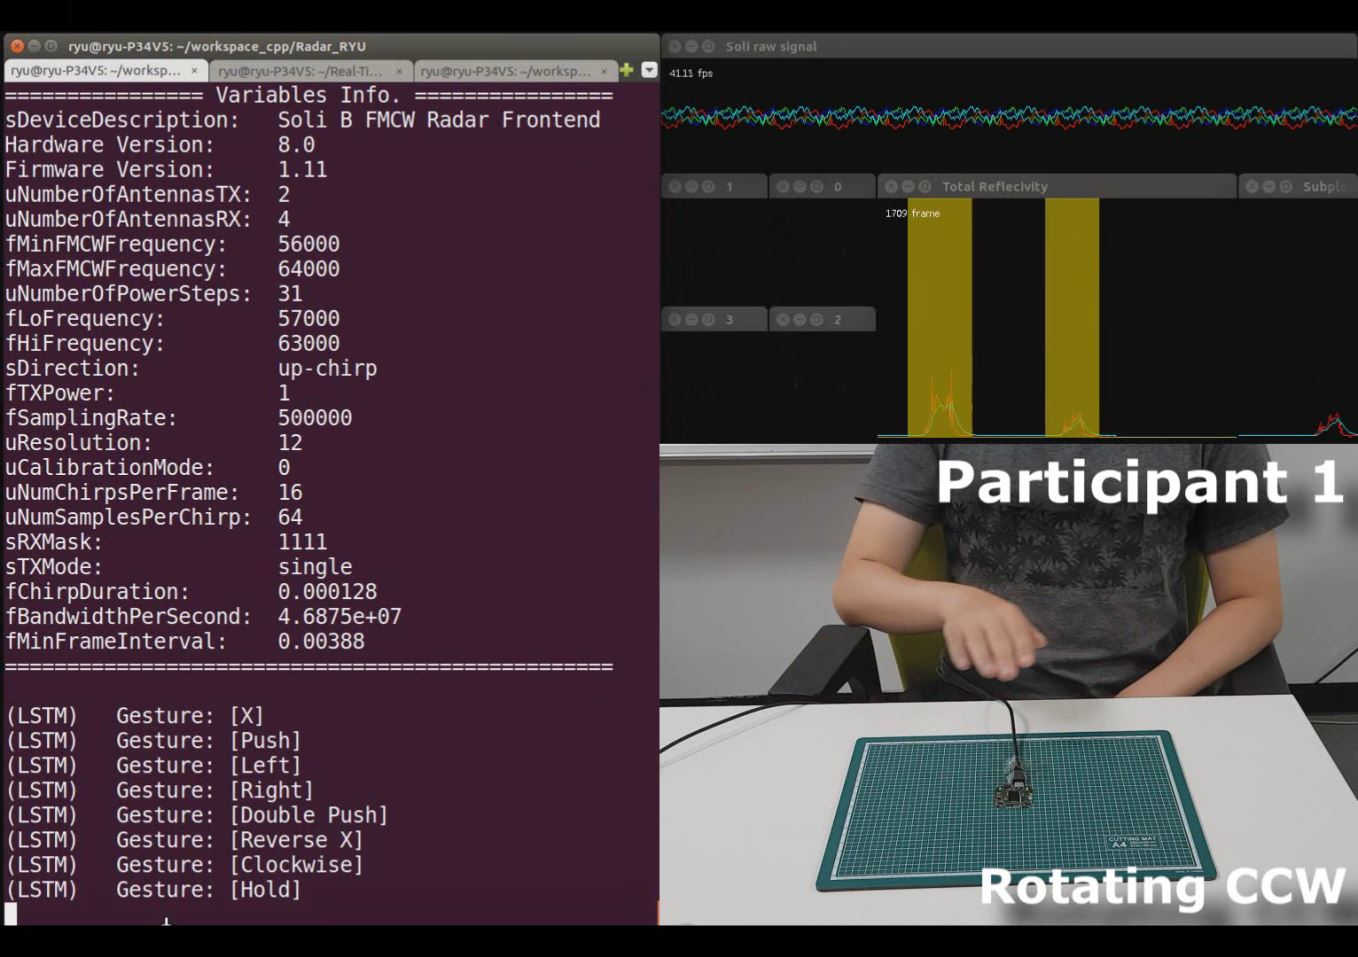 ryu@ryu-P34V5: ~/workspace_cpp/Radar_RYU
ryu@ryu-P34V5: ~/worksp... × ryu@ryu-P34V5: ~/Real-Ti... × ryu@ryu-P34V5: ~/worksp... ×
================ Variables Info. ================
sDeviceDescription: Soli B FMCW Radar Frontend
Hardware Version: 8.0
Firmware Version: 1.11
uNumberOfAntennasTX: 2
uNumberOfAntennasRX: 4
fMinFMCWFrequency: 56000
fMaxFMCWFrequency: 64000
uNumberOfPowerSteps: 31
fLoFrequency: 57000
fHiFrequency: 63000
sDirection: up-chirp
fTXPower: 1
fSamplingRate: 500000
uResolution: 12
uCalibrationMode: 0
uNumChirpsPerFrame: 16
uNumSamplesPerChirp: 64
sRXMask: 1111
sTXMode: single
fChirpDuration: 0.000128
fBandwidthPerSecond: 4.6875e+07
fMinFrameInterval: 0.00388
=================================================
(LSTM) Gesture: [X]
(LSTM) Gesture: [Push]
(LSTM) Gesture: [Left]
(LSTM) Gesture: [Right]
(LSTM) Gesture: [Double Push]
(LSTM) Gesture: [Reverse X]
(LSTM) Gesture: [Clockwise]
(LSTM) Gesture: [Hold]
Soli raw signal
41.11 fps
1
0
Total Reflecivity
Subplo
1709 frame
3
2
Participant 1
CUTTING MAT
A4
Rotating CCW